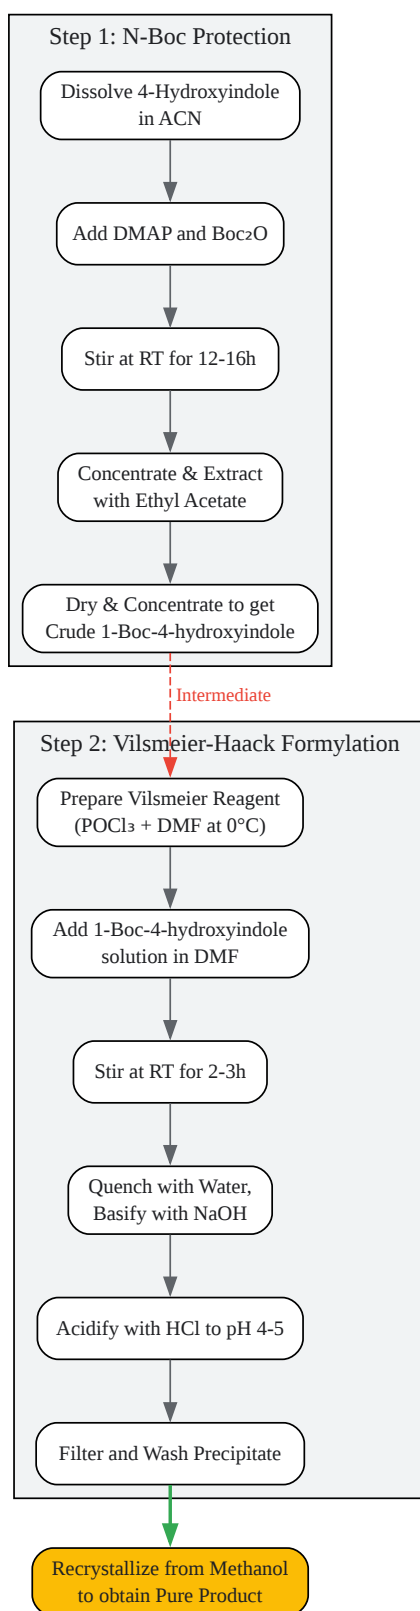 Step 1: N-Boc Protection
Dissolve 4-Hydroxyindole
in ACN
Add DMAP and Boc₂O
Stir at RT for 12-16h
Concentrate & Extract
with Ethyl Acetate
Dry & Concentrate to get
Crude 1-Boc-4-hydroxyindole
Intermediate
Step 2: Vilsmeier-Haack Formylation
Prepare Vilsmeier Reagent
(POCl₃ + DMF at 0°C)
Add 1-Boc-4-hydroxyindole
solution in DMF
Stir at RT for 2-3h
Quench with Water,
Basify with NaOH
Acidify with HCl to pH 4-5
Filter and Wash Precipitate
Recrystallize from Methanol
to obtain Pure Product